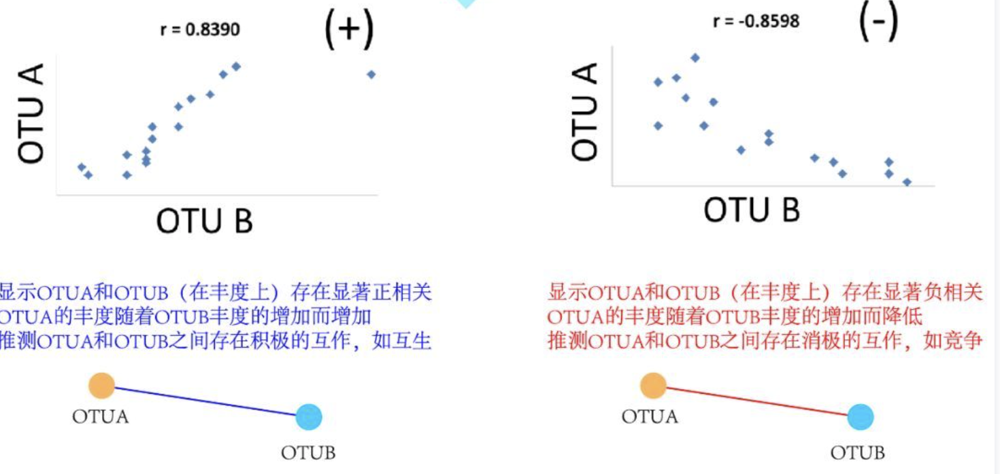 r = 0.8390
(+)
OTU A
OTU B
显示OTUA和OTUB（在丰度上）存在显著正相关
OTUA的丰度随着OTUB丰度的增加而增加
推测OTUA和OTUB之间存在积极的互作，如互生
OTUA
OTUB
r = -0.8598
(-)
OTU A
OTU B
显示OTUA和OTUB（在丰度上）存在显著负相关
OTUA的丰度随着OTUB丰度的增加而降低
推测OTUA和OTUB之间存在消极的互作，如竞争
OTUA
OTUB